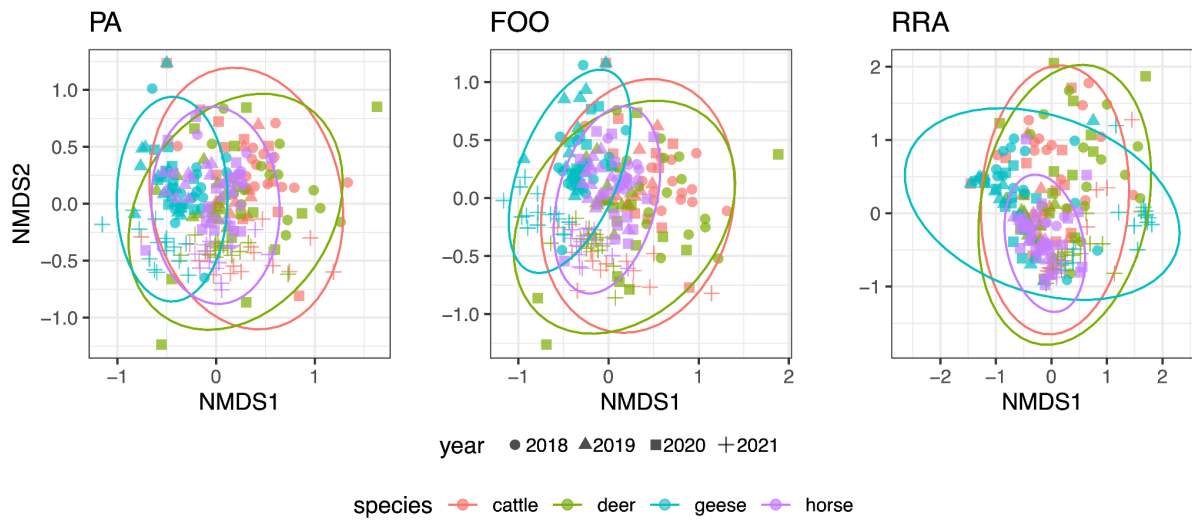 PA FOO RRA
NMDS2
1.0
0.5
0.0
−0.5
−1.0
−1 0 1
NMDS1
1.0
0.5
0.0
−0.5
−1.0
−1 0 1 2
NMDS1
2
1
0
−1
−2 −1 0 1 2
NMDS1
year 2018 2019 2020 2021
species cattle deer geese horse